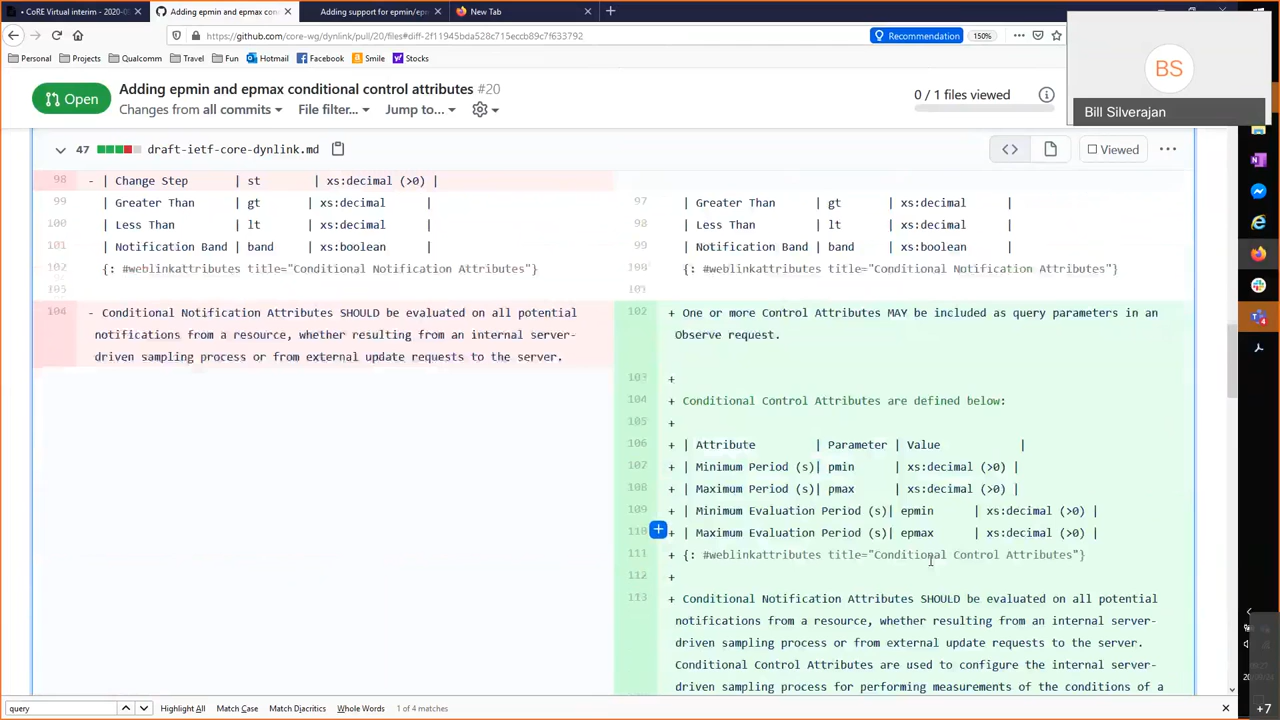 • CoRE Virtual interim - 2020-05
Adding epmin and epmax con
Adding support for epmin/ep
New Tab
https://github.com/core-wg/dynlink/pull/20/files#diff-2f11945bda528c715eccb89cf7633792
Recommendation
150%
Personal
Projects
Qualcomm
Travel
Fun
Hotmail
Facebook
Smile
Stocks
BS
Bill Silverajan
Open
Adding epmin and epmax conditional control attributes #20
Changes from all commits
File filter...
Jump to...
0 / 1 files viewed
47 draft-ietf-core-dynlink.md
Viewed
98 - | Change Step | st | xs:decimal (>0) |
99 | Greater Than | gt | xs:decimal |
100 | Less Than | lt | xs:decimal |
101 | Notification Band | band | xs:boolean |
102 {: #weblinkattributes title="Conditional Notification Attributes"}
104 - Conditional Notification Attributes SHOULD be evaluated on all potential
notifications from a resource, whether resulting from an internal server-
driven sampling process or from external update requests to the server.
97 | Greater Than | gt | xs:decimal |
98 | Less Than | lt | xs:decimal |
99 | Notification Band | band | xs:boolean |
{: #weblinkattributes title="Conditional Notification Attributes"}
102 + One or more Control Attributes MAY be included as query parameters in an
Observe request.
103 +
104 + Conditional Control Attributes are defined below:
105 +
106 + | Attribute | Parameter | Value |
107 + | Minimum Period (s)| pmin | xs:decimal (>0) |
108 + | Maximum Period (s)| pmax | xs:decimal (>0) |
109 + | Minimum Evaluation Period (s)| epmin | xs:decimal (>0) |
110 + | Maximum Evaluation Period (s)| epmax | xs:decimal (>0) |
111 + {: #weblinkattributes title="Conditional Control Attributes"}
112 +
113 + Conditional Notification Attributes SHOULD be evaluated on all potential
notifications from a resource, whether resulting from an internal server-
driven sampling process or from external update requests to the server.
Conditional Control Attributes are used to configure the internal server-
driven sampling process for performing measurements of the conditions of a
query
Highlight All
Match Case
Match Diacritics
Whole Words
1 of 4 matches
+7